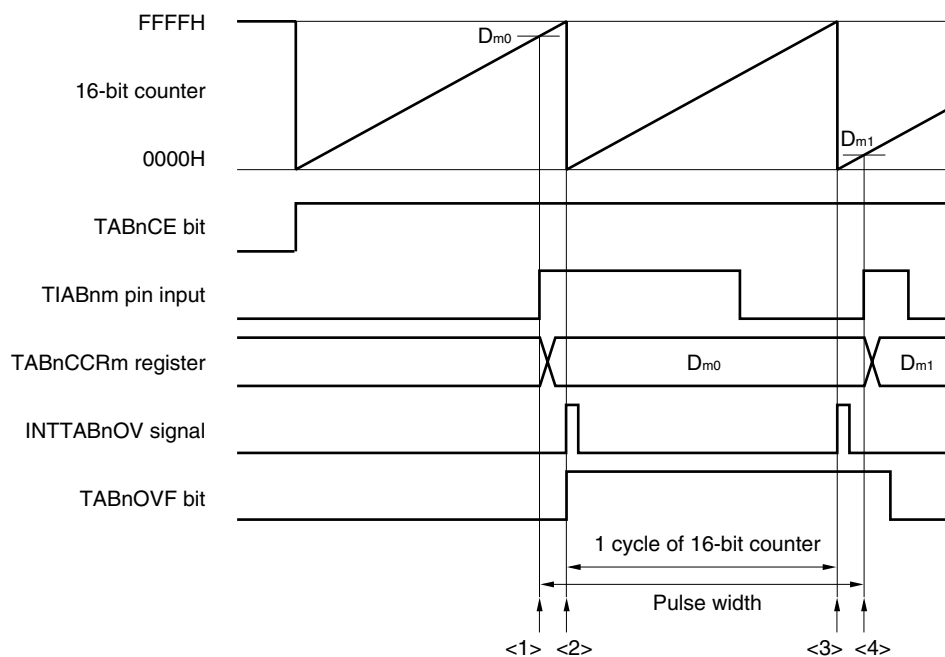 FFFFH
Dm0
16-bit counter
0000H
Dm1
TABnCE bit
TIABnm pin input
TABnCCRm register
Dm0
Dm1
INTTABnOV signal
TABnOVF bit
1 cycle of 16-bit counter
Pulse width
<1> <2> <3> <4>